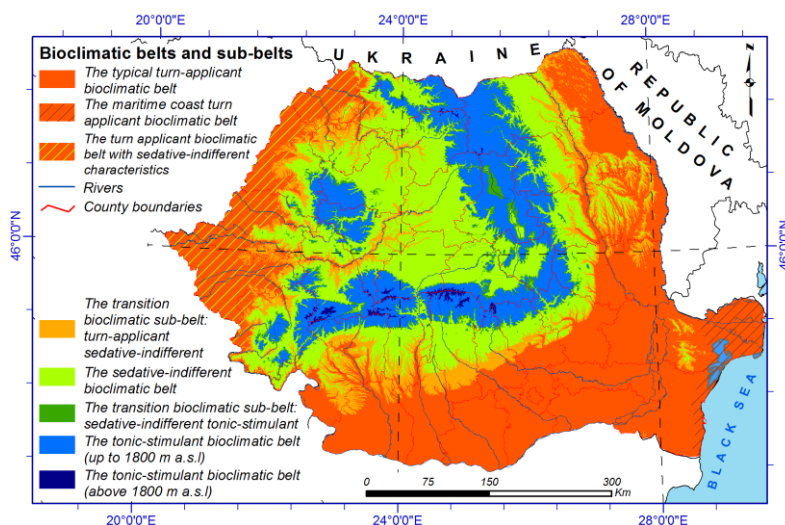 20°0'0"E
24°0'0"E
28°0'0"E
Bioclimatic belts and sub-belts
The typical turn-applicant
bioclimatic belt
The maritime coast turn
applicant bioclimatic belt
The turn applicant bioclimatic
belt with sedative-indifferent
characteristics
Rivers
County boundaries
UKRAINE
REPUBLIC
OF MOLDOVA
N
46°0'0"N
46°0'0"N
The transition
bioclimatic sub-belt:
turn-applicant
sedative-indifferent
The sedative-indifferent
bioclimatic belt
The transition bioclimatic sub-belt:
sedative-indifferent tonic-stimulant
The tonic-stimulant bioclimatic belt
(up to 1800 m a.s.l)
The tonic-stimulant bioclimatic belt
(above 1800 m a.s.l)
BLACK SEA
0 75 150 300
Km
20°0'0"E
24°0'0"E
28°0'0"E